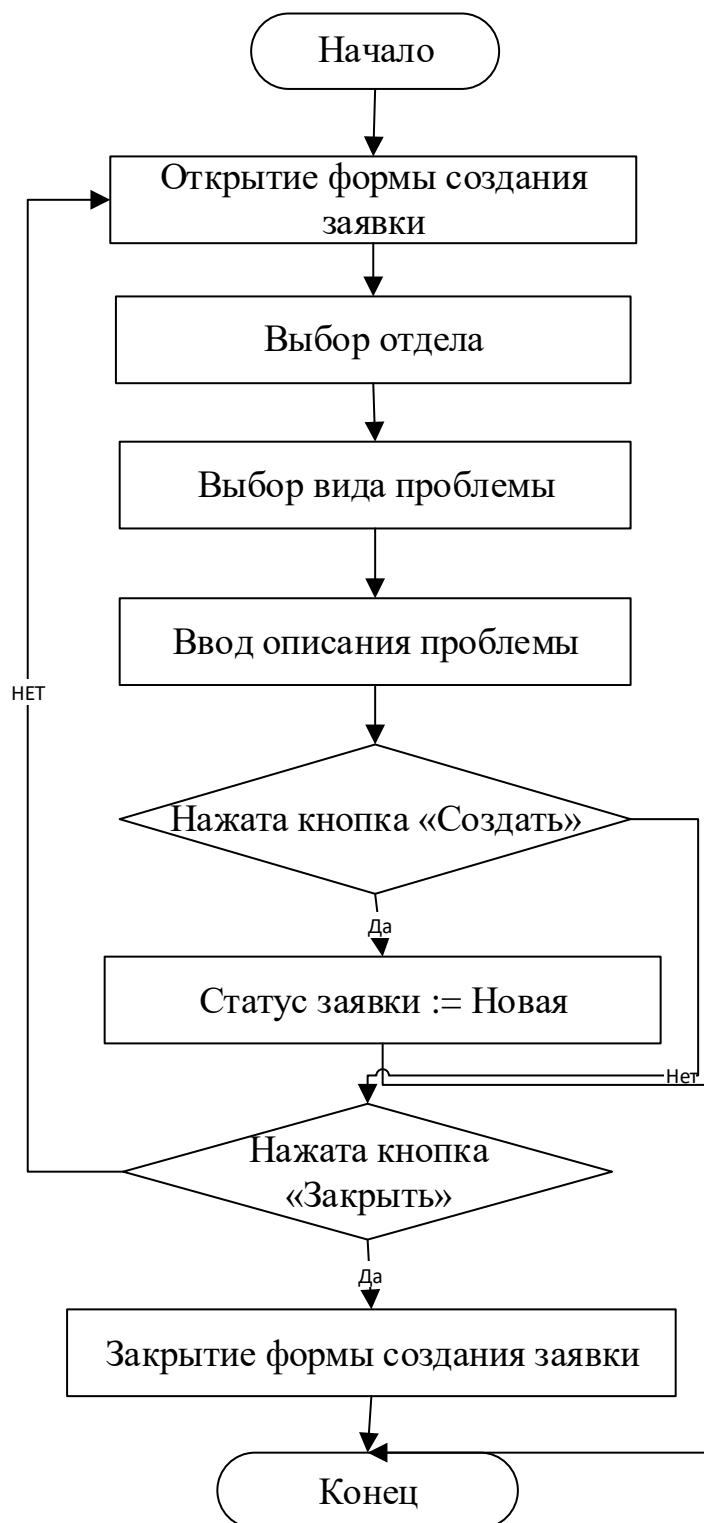 Начало
Открытие формы создания
заявки
Выбор отдела
Выбор вида проблемы
Ввод описания проблемы
НЕТ
Нажата кнопка «Создать»
Да
Статус заявки := Новая
Нет
Нажата кнопка
«Закрыть»
Да
Закрытие формы создания заявки
Конец